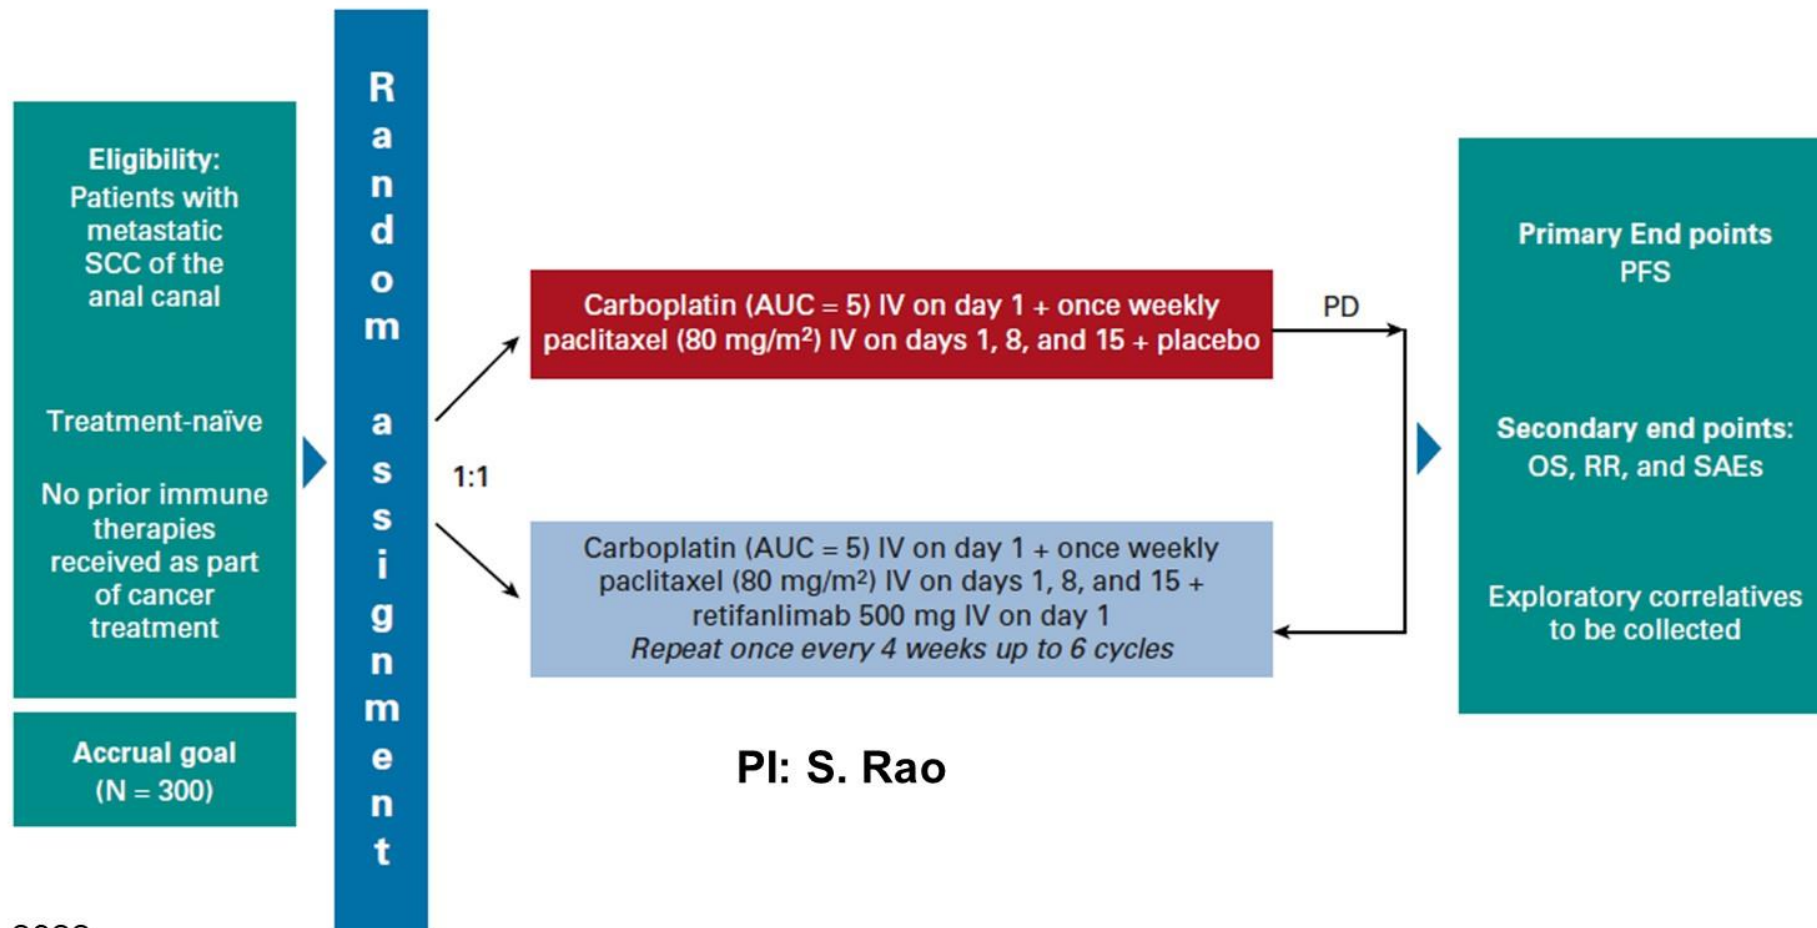 Eligibility:
Patients with
metastatic
SCC of the
anal canal
Treatment-naïve
No prior immune
therapies
received as part
of cancer
treatment
Accrual goal
(N = 300)
Random assignment
1:1
Carboplatin (AUC = 5) IV on day 1 + once weekly
paclitaxel (80 mg/m²) IV on days 1, 8, and 15 + placebo
PD
Carboplatin (AUC = 5) IV on day 1 + once weekly
paclitaxel (80 mg/m²) IV on days 1, 8, and 15 +
retifanlimab 500 mg IV on day 1
Repeat once every 4 weeks up to 6 cycles
PI: S. Rao
Primary End points
PFS
Secondary end points:
OS, RR, and SAEs
Exploratory correlatives
to be collected